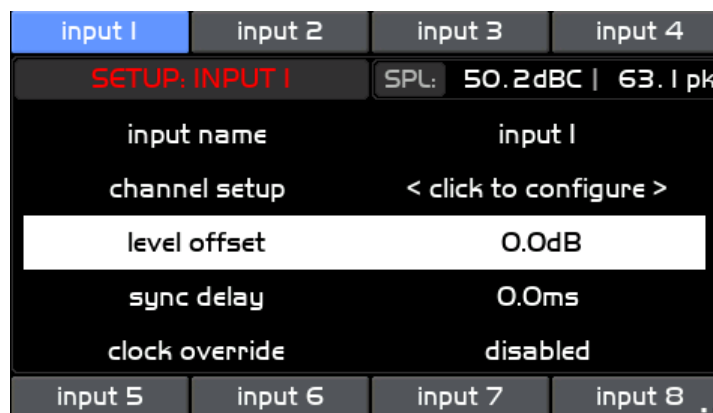 input 1 input 2 input 3 input 4
SETUP: INPUT 1 SPL: 50.2dBC | 63.1 pk
input name input 1
channel setup < click to configure >
level offset 0.0dB
sync delay 0.0ms
clock override disabled
input 5 input 6 input 7 input 8